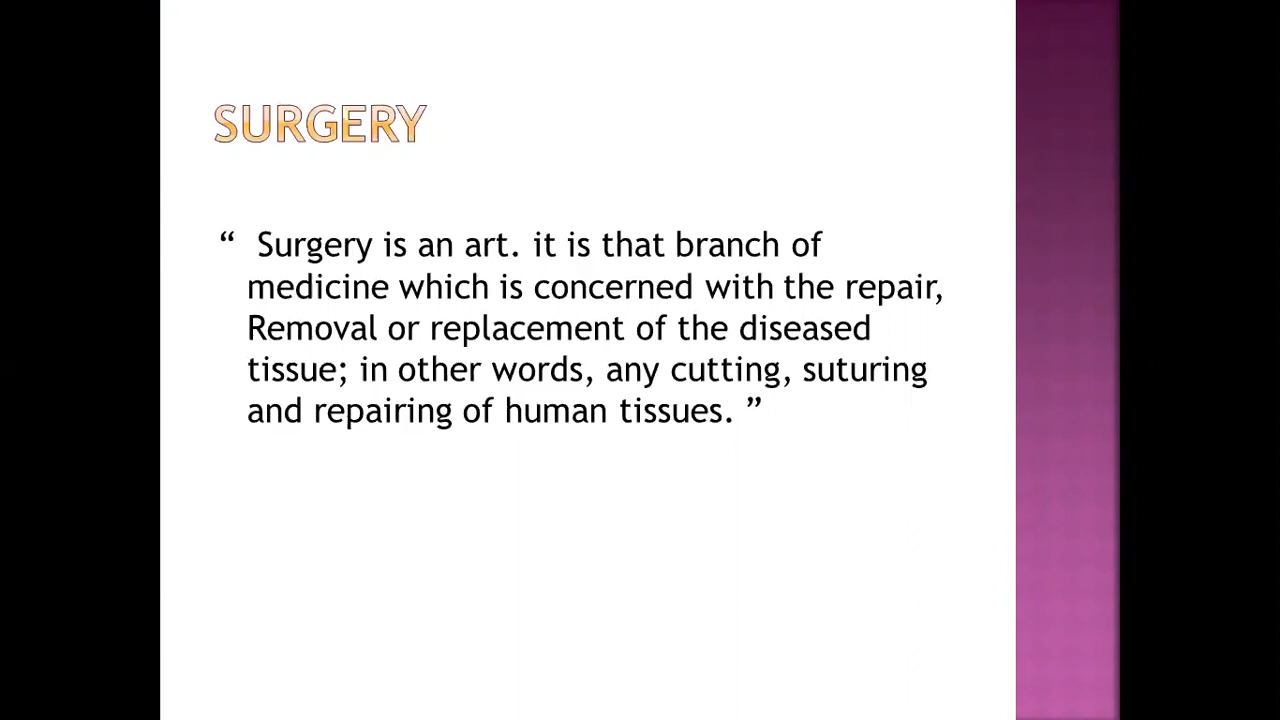 SURGERY
“ Surgery is an art. it is that branch of
medicine which is concerned with the repair,
Removal or replacement of the diseased
tissue; in other words, any cutting, suturing
and repairing of human tissues. ”